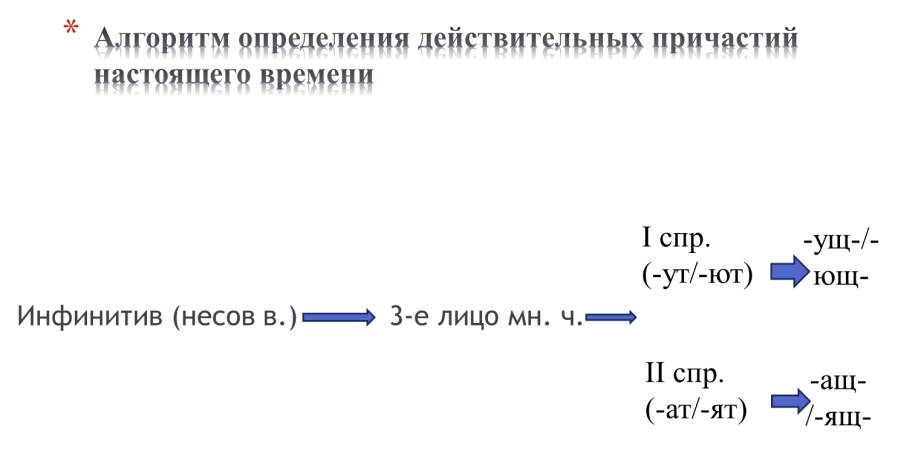 * Алгоритм определения действительных причастий
настоящего времени
I спр.
(-ут/-ют)
-ущ-/-
ющ-
Инфинитив (несов в.)
3-е лицо мн. ч.
II спр.
(-ат/-ят)
-ащ-
/-ящ-